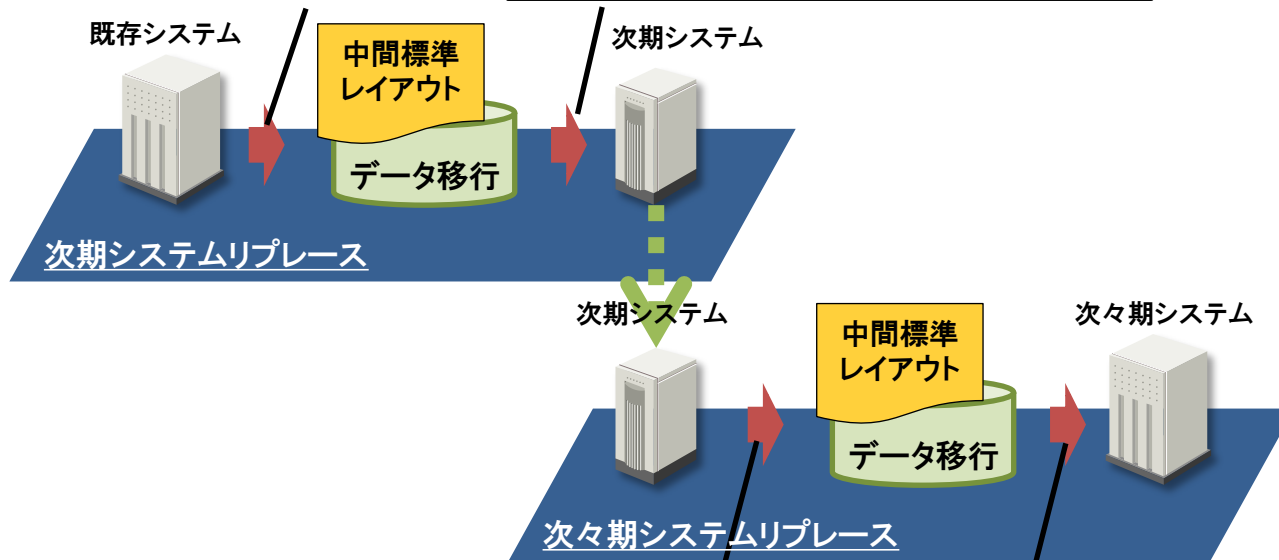 既存システム
中間標準
レイアウト
次期システム
データ移行
次期システムリプレース
次期システム
中間標準
レイアウト
次々期システム
データ移行
次々期システムリプレース